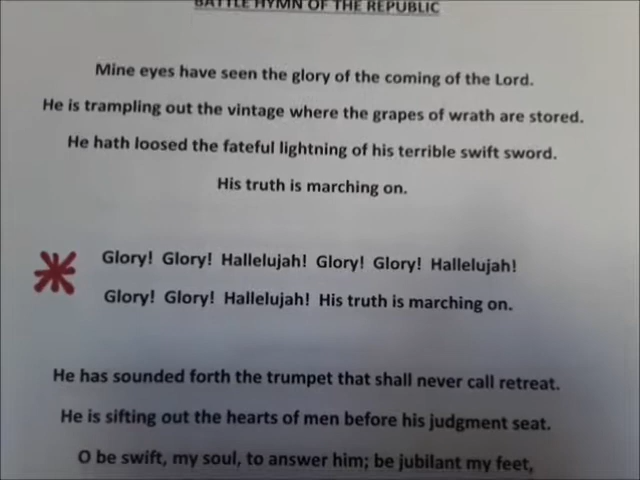 BATTLE HYMN OF THE REPUBLIC
Mine eyes have seen the glory of the coming of the Lord.
He is trampling out the vintage where the grapes of wrath are stored.
He hath loosed the fateful lightning of his terrible swift sword.
His truth is marching on.
Glory! Glory! Hallelujah! Glory! Glory! Hallelujah!
Glory! Glory! Hallelujah! His truth is marching on.
He has sounded forth the trumpet that shall never call retreat.
He is sifting out the hearts of men before his judgment seat.
O be swift, my soul, to answer him; be jubilant my feet,